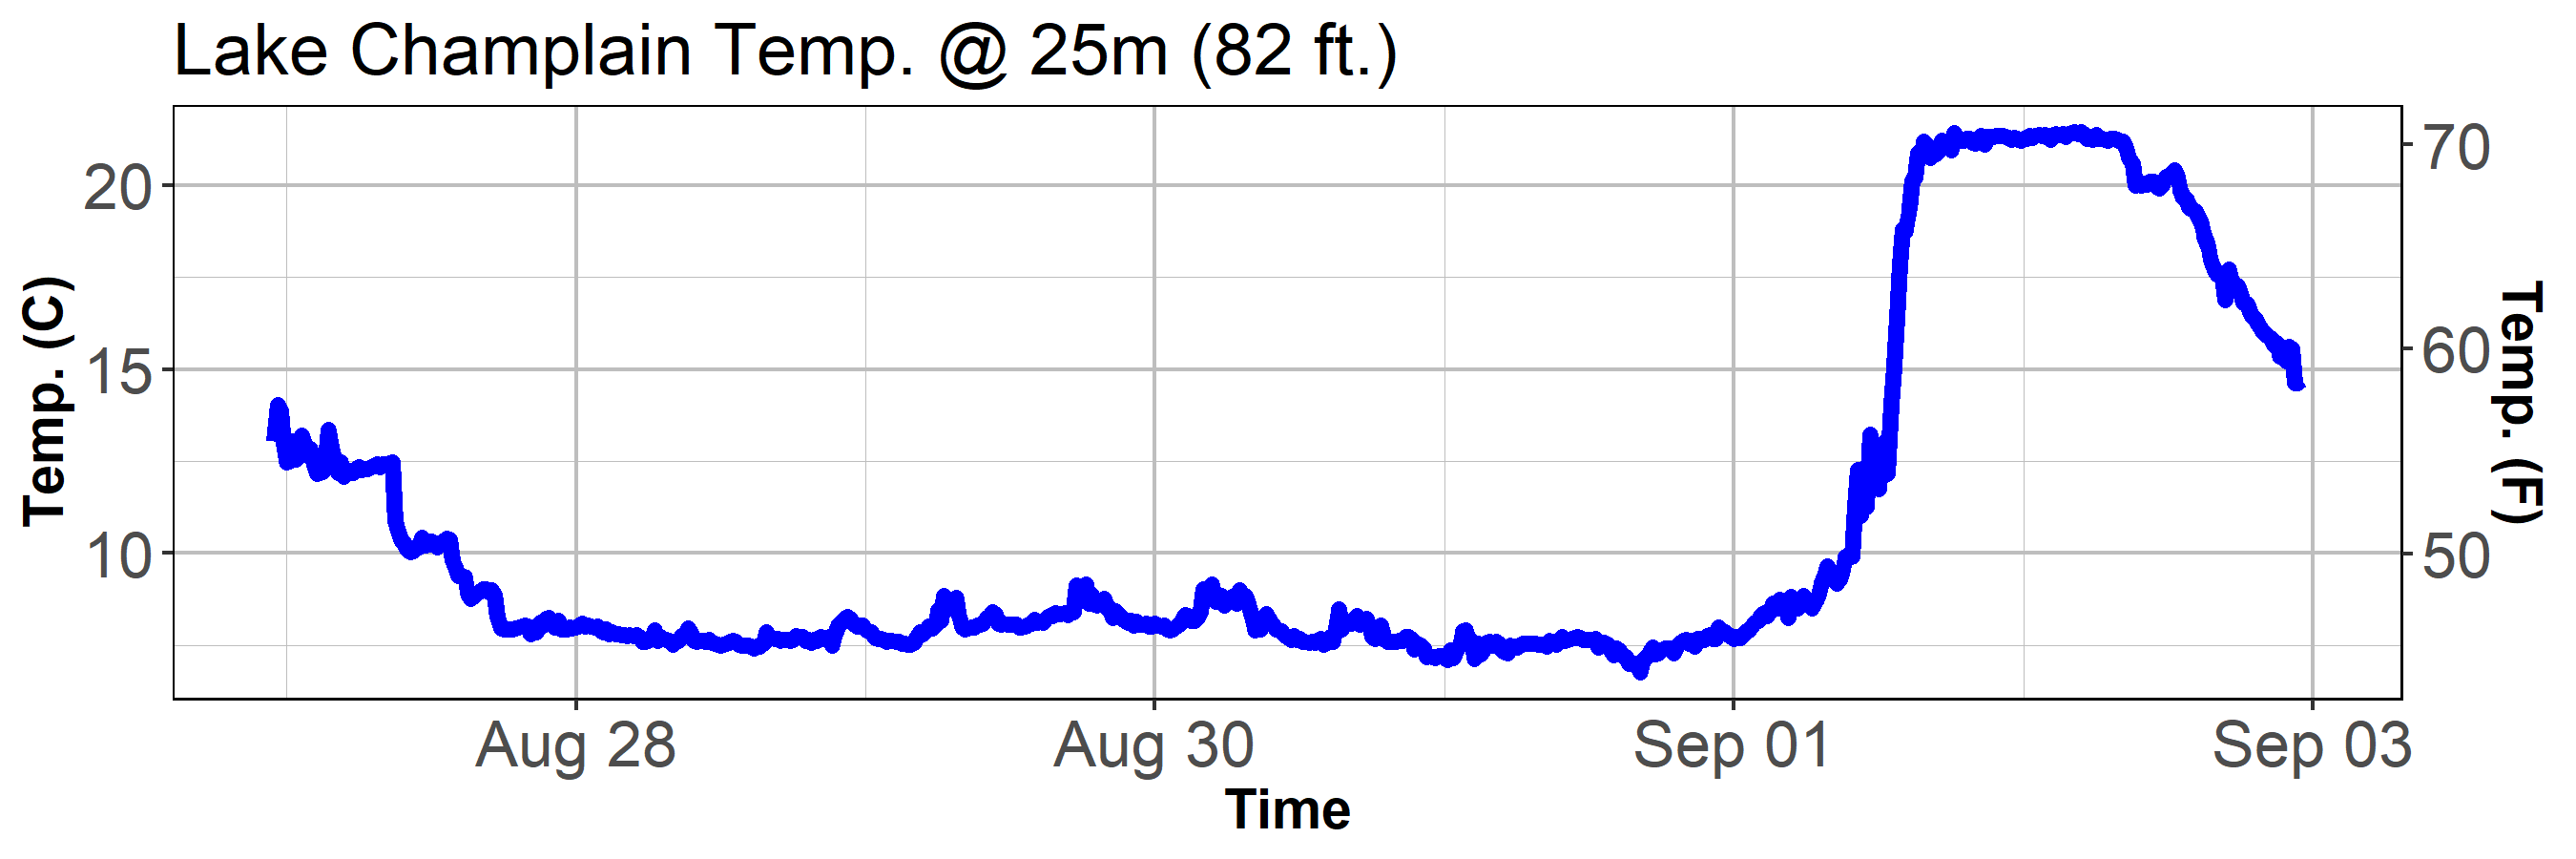 Lake Champlain Temp. @ 25m (82 ft.)
Temp. (C)
20
15
10
70
60
50
Temp. (F)
Aug 28
Aug 30
Sep 01
Sep 03
Time